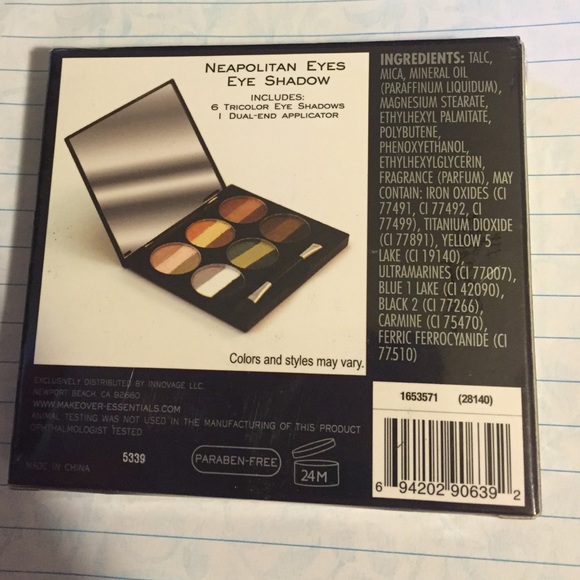 NEAPOLITAN EYES
EYE SHADOW
INCLUDES:
6 TRICOLOR EYE SHADOWS
1 DUAL-END APPLICATOR
Colors and styles may vary.
INGREDIENTS: TALC,
MICA, MINERAL OIL
(PARAFFINUM LIQUIDUM),
MAGNESIUM STEARATE,
ETHYLHEXYL PALMITATE,
POLYBUTENE,
PHENOXYETHANOL,
ETHYLHEXYLGLYCERIN,
FRAGRANCE (PARFUM), MAY
CONTAIN: IRON OXIDES (CI
77491, CI 77492, CI
77499), TITANIUM DIOXIDE
(CI 77891), YELLOW 5
LAKE (CI 19140),
ULTRAMARINES (CI 77007),
BLUE 1 LAKE (CI 42090),
BLACK 2 (CI 77266),
CARMINE (CI 75470),
FERRIC FERROCYANIDE (CI
77510)
EXCLUSIVELY DISTRIBUTED BY INNOVAGE LLC.
NEWPORT BEACH, CA 92660
WWW.MAKEOVER-ESSENTIALS.COM
ANIMAL TESTING WAS NOT USED IN THE MANUFACTURING OF THIS PRODUCT
OPHTHALMOLOGIST TESTED
MADE IN CHINA
5339
PARABEN-FREE
24M
1653571 (28140)
6 94202 90639 2